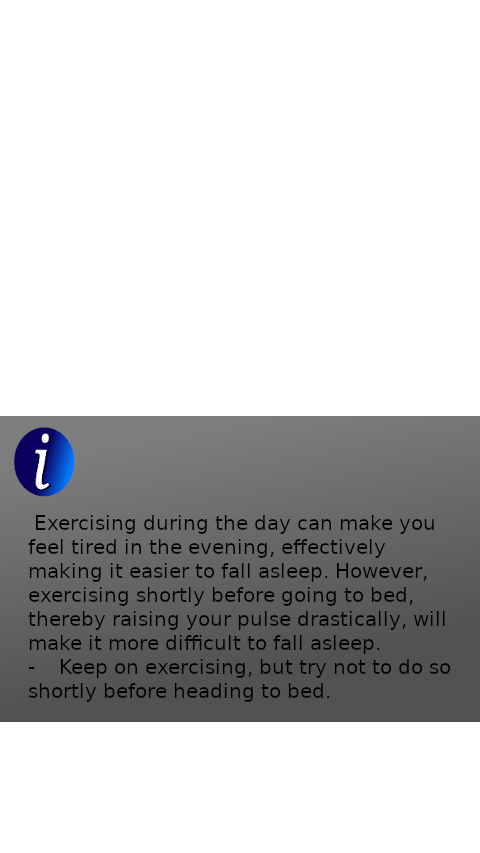 i
Exercising during the day can make you
feel tired in the evening, effectively
making it easier to fall asleep. However,
exercising shortly before going to bed,
thereby raising your pulse drastically, will
make it more difficult to fall asleep.
-    Keep on exercising, but try not to do so
shortly before heading to bed.